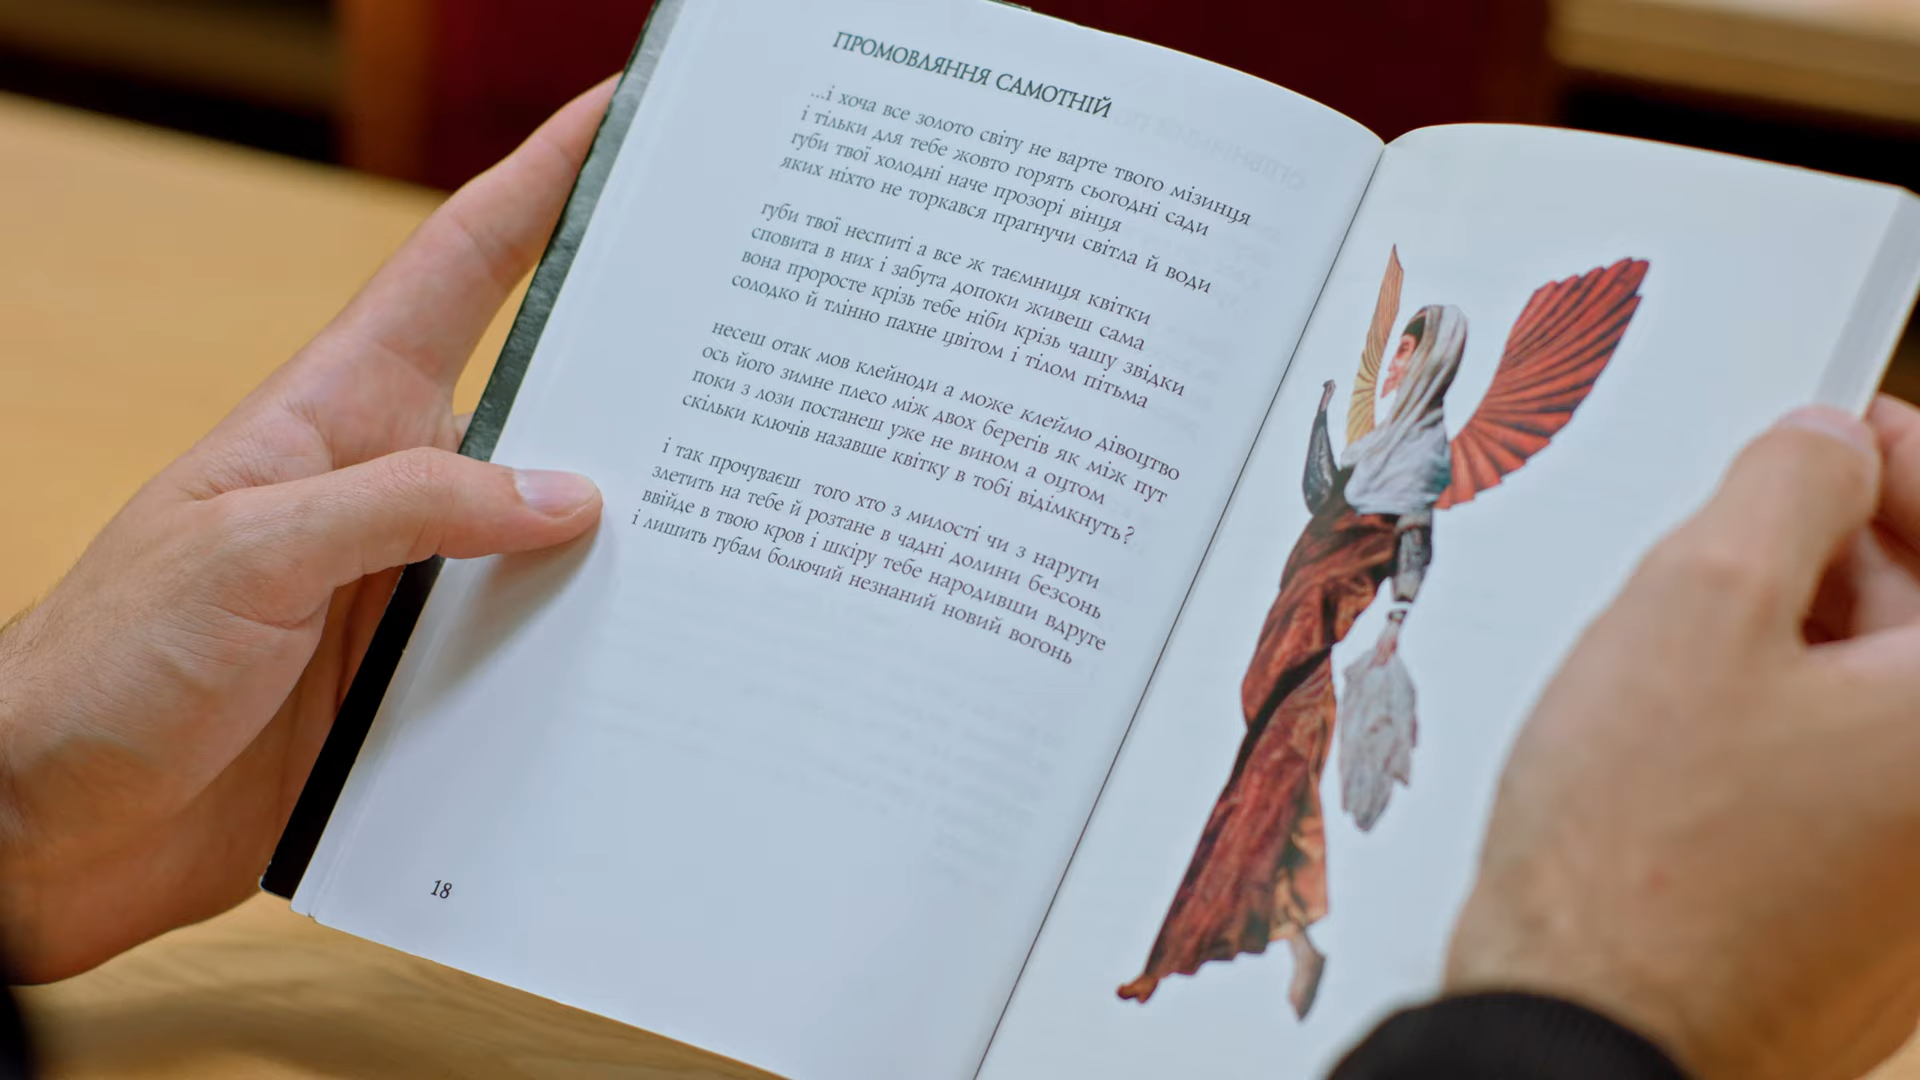 ПРОМОВЛЯННЯ САМОТНІЙ
...і хоча все золото світу не варте твого мізинця
і тільки для тебе жовто горять сьогодні сади
губи твої холодні наче прозорі вінця
яких ніхто не торкався прагнучи світла й води
губи твої неспиті а все ж таємниця квітки
сповита в них і забута допоки живеш сама
вона проросте крізь тебе ніби крізь чашу звідки
солодко й тлінно пахне цвітом і тілом пітьма
несеш отак мов клейноди а може клеймо дівоцтво
ось його зимне плесо між двох берегів як між пут
поки з лози постанеш уже не вином а оцтом
скільки ключів назавше квітку в тобі відімкнуть?
і так прочуваєш того хто з милості чи з наруги
злетить на тебе й розтане в чадні долини безсонь
ввійде в твою кров і шкіру тебе народивши вдруге
і лишить губам болючий незнаний новий вогонь
18